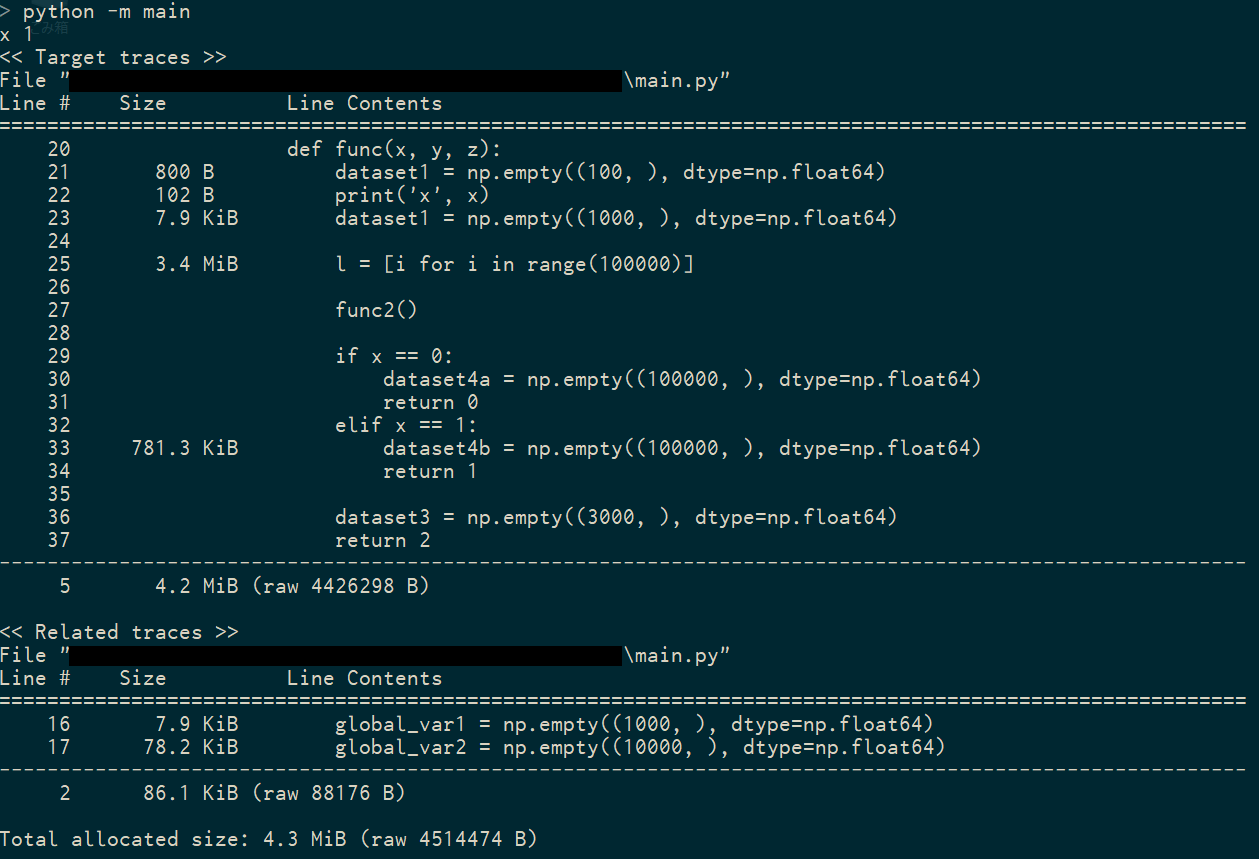 > python -m main
x 1
<< Target traces >>
File "\main.py"
Line #    Size          Line Contents
==========================================================================================================
    20                  def func(x, y, z):
    21       800 B          dataset1 = np.empty((100, ), dtype=np.float64)
    22       102 B          print('x', x)
    23       7.9 KiB        dataset1 = np.empty((1000, ), dtype=np.float64)
    24
    25       3.4 MiB        l = [i for i in range(100000)]
    26
    27                      func2()
    28
    29                      if x == 0:
    30                          dataset4a = np.empty((100000, ), dtype=np.float64)
    31                          return 0
    32                      elif x == 1:
    33     781.3 KiB            dataset4b = np.empty((100000, ), dtype=np.float64)
    34                          return 1
    35
    36                      dataset3 = np.empty((3000, ), dtype=np.float64)
    37                      return 2
----------------------------------------------------------------------------------------------------------
     5       4.2 MiB (raw 4426298 B)

<< Related traces >>
File "\main.py"
Line #    Size          Line Contents
==========================================================================================================
    16       7.9 KiB        global_var1 = np.empty((1000, ), dtype=np.float64)
    17      78.2 KiB        global_var2 = np.empty((10000, ), dtype=np.float64)
----------------------------------------------------------------------------------------------------------
     2      86.1 KiB (raw 88176 B)

Total allocated size: 4.3 MiB (raw 4514474 B)